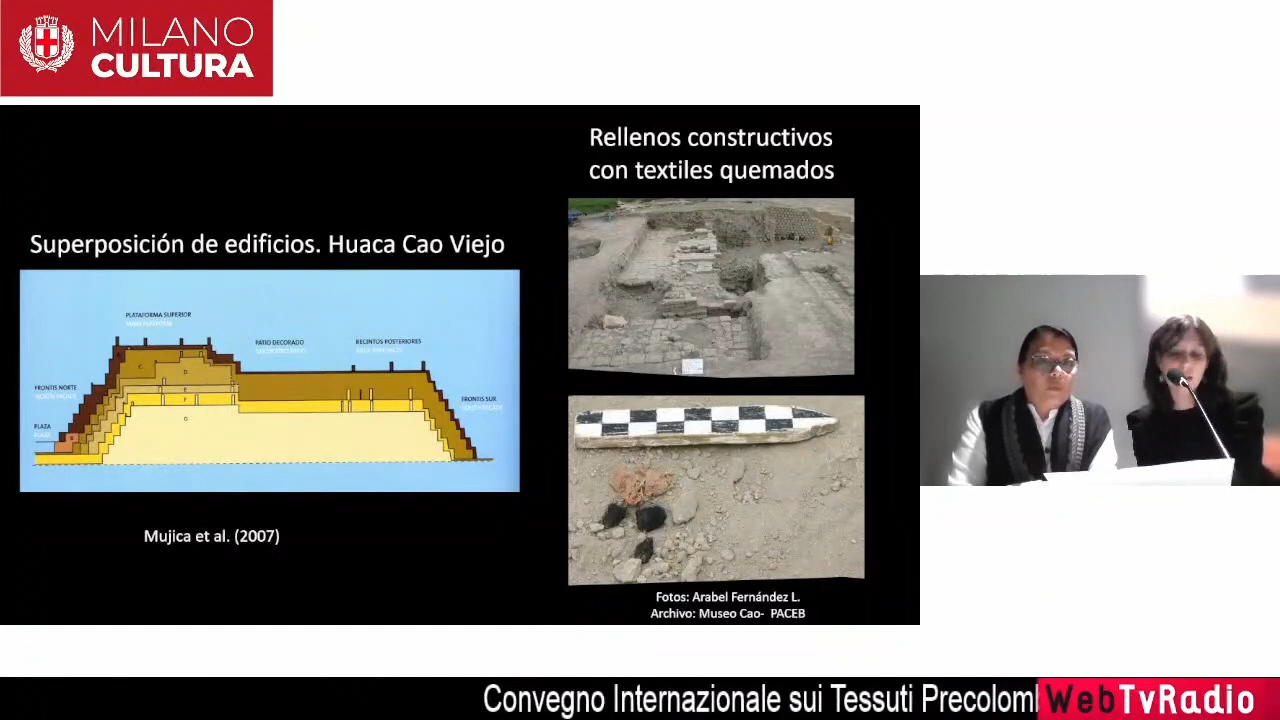 MILANO
CULTURA
Rellenos constructivos
con textiles quemados
Superposición de edificios. Huaca Cao Viejo
PLATAFORMA SUPERIOR
PATIO DECORADO
RECINTOS POSTERIORES
FRONTIS NORTE
NORTH FACADE
FRONTIS SUR
PLAZA
C
D
E
F
G
Mujica et al. (2007)
Fotos: Arabel Fernández L.
Archivo: Museo Cao- PACEB
Convegno Internazionale sui Tessuti Precolom
WebTvRadio